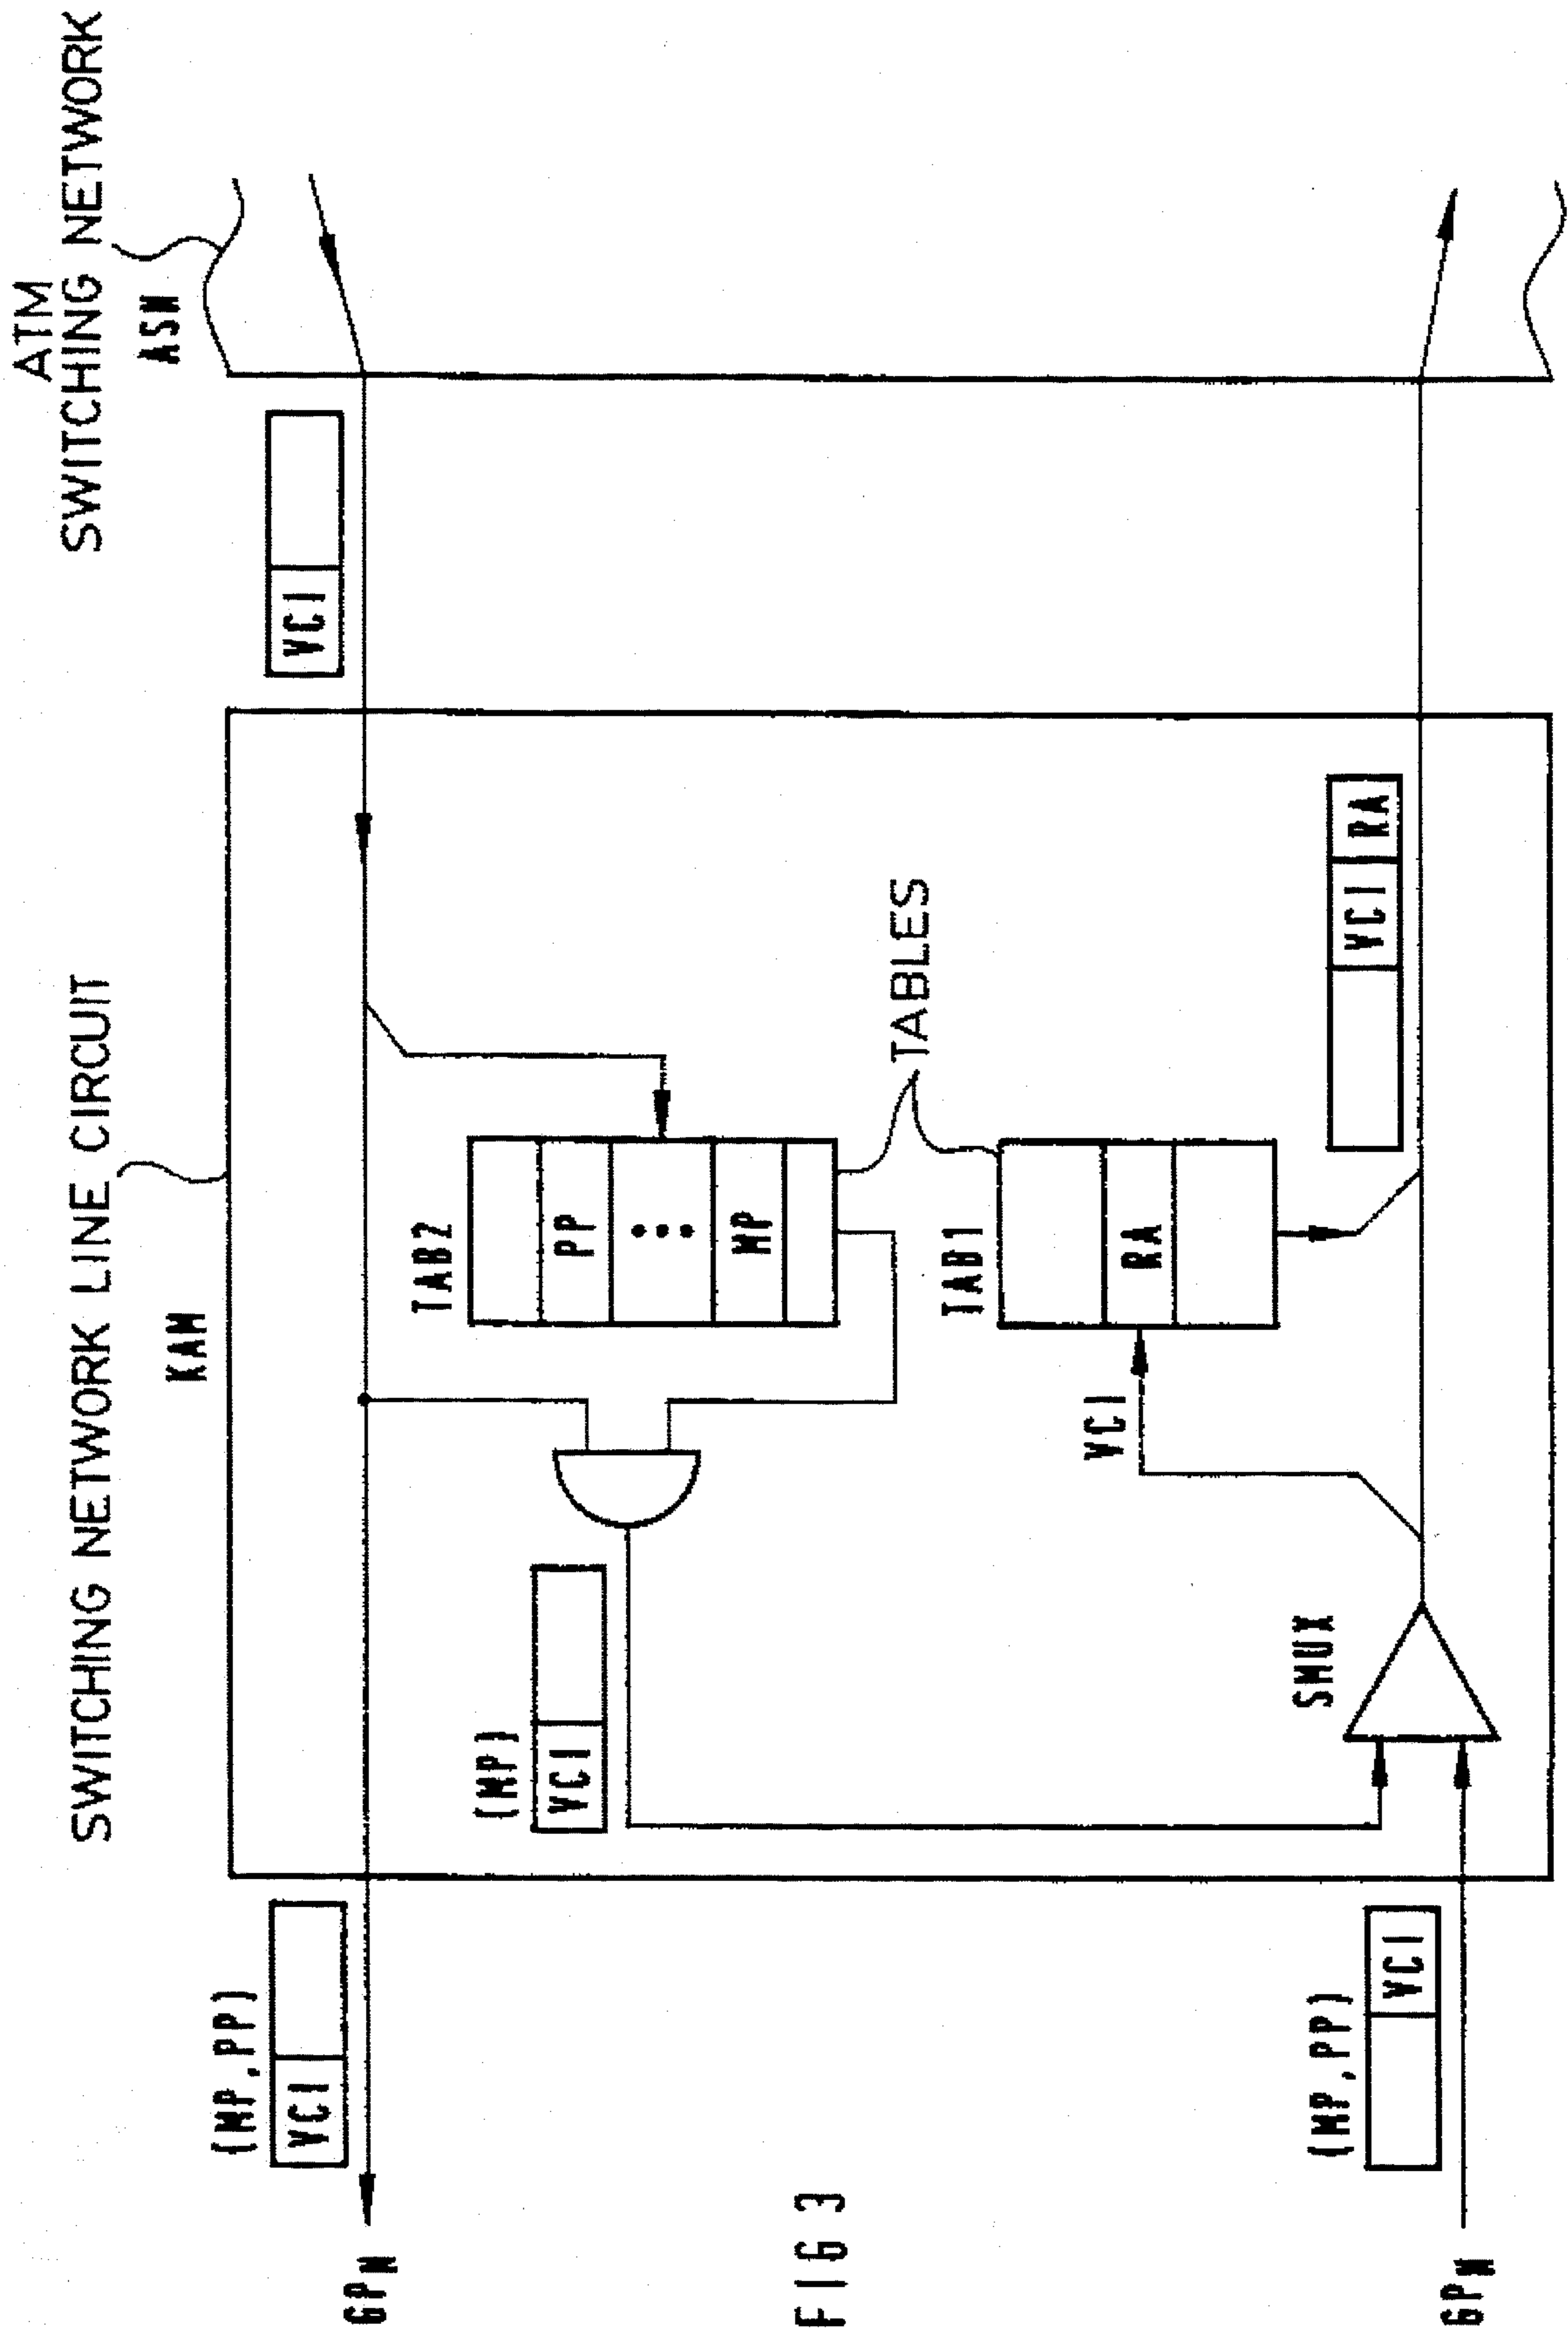 SWITCHING NETWORK LINE CIRCUIT
ATM
SWITCHING NETWORK
KAM
ASN
(MP,PP)
VCI
VCI
GPN
(MP)
VCI
TAB2
PP
MP
TABLES
TAB1
RA
VCI
SMUX
VCI RA
(MP,PP)
VCI
GPN
FIG 3